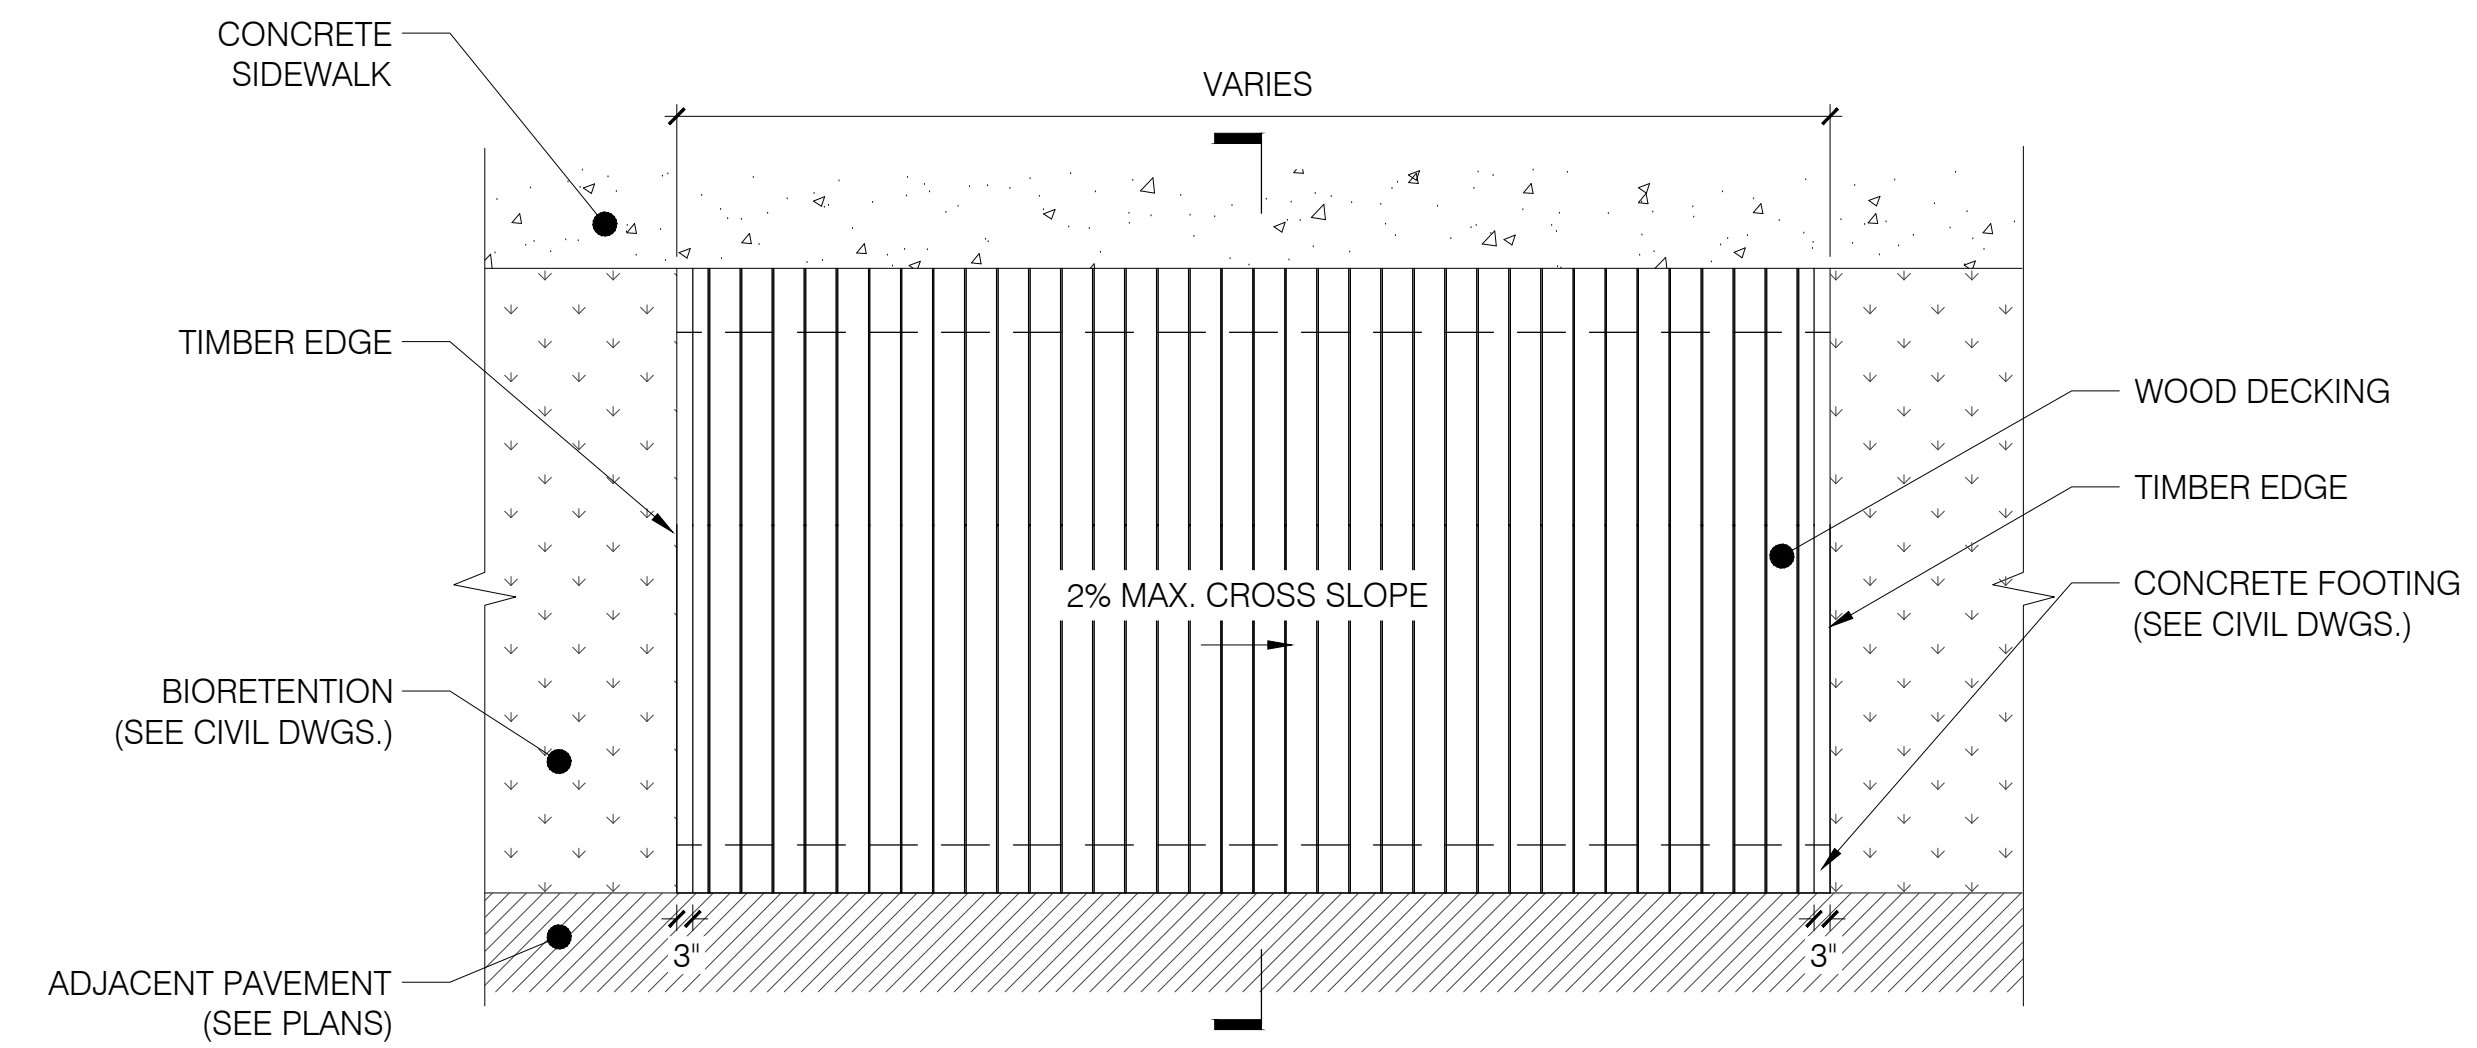 CONCRETE
SIDEWALK
VARIES
TIMBER EDGE
WOOD DECKING
TIMBER EDGE
2% MAX. CROSS SLOPE
CONCRETE FOOTING
(SEE CIVIL DWGS.)
BIORETENTION
(SEE CIVIL DWGS.)
3"
3"
ADJACENT PAVEMENT
(SEE PLANS)